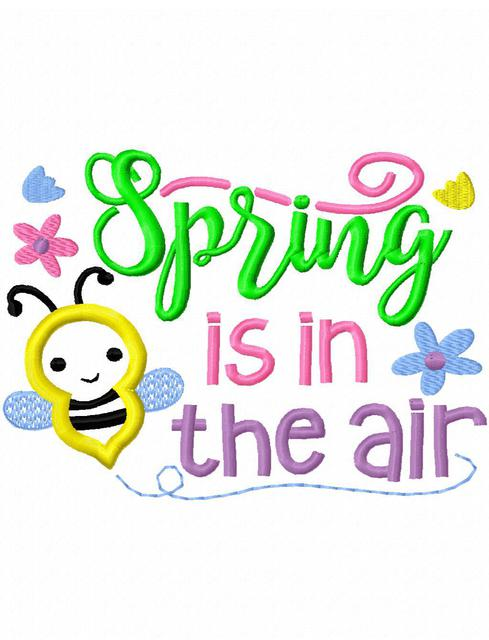 Spring
is in
the air